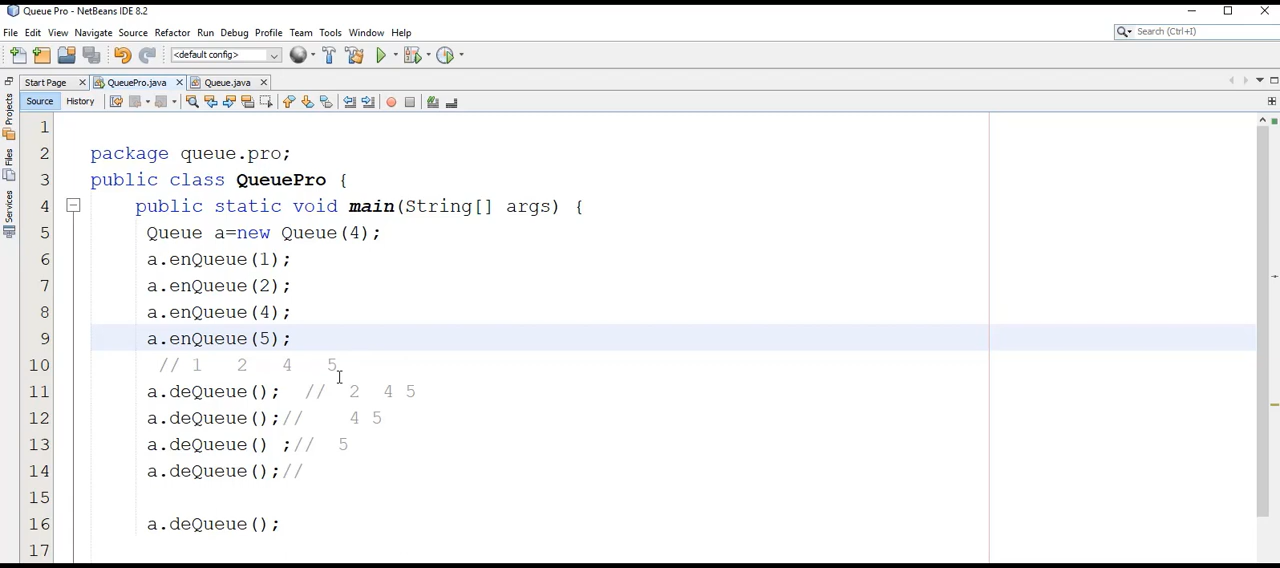 Queue Pro - NetBeans IDE 8.2
File Edit View Navigate Source Refactor Run Debug Profile Team Tools Window Help
Search (Ctrl+I)
<default config>
Start Page QueuePro.java Queue.java
Source History
Projects
Files
Services
1
2 package queue.pro;
3 public class QueuePro {
4 public static void main(String[] args) {
5 Queue a=new Queue(4);
6 a.enQueue(1);
7 a.enQueue(2);
8 a.enQueue(4);
9 a.enQueue(5);
10 // 1 2 4 5
11 a.deQueue(); // 2 4 5
12 a.deQueue();// 4 5
13 a.deQueue() ;// 5
14 a.deQueue();//
15
16 a.deQueue();
17